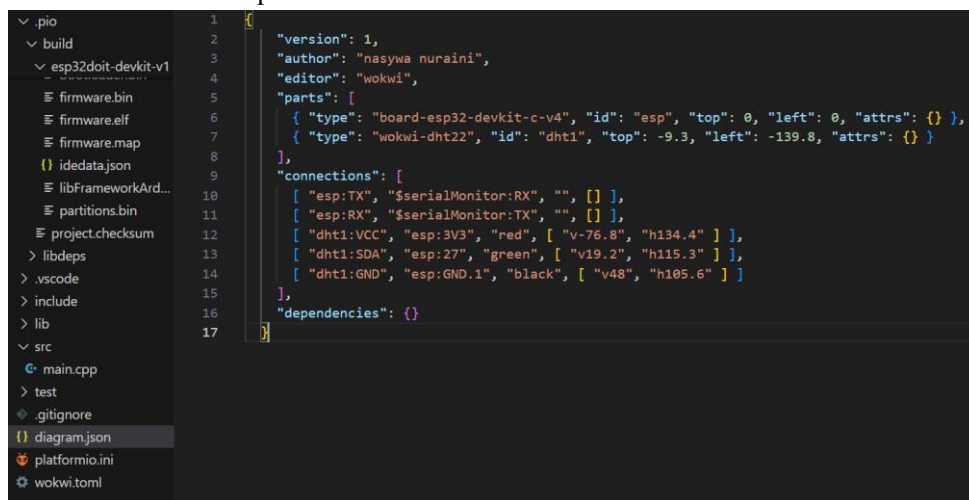 .pio
build
esp32doit-devkit-v1
bootloader.bin
firmware.bin
firmware.elf
firmware.map
{} idedata.json
libFrameworkArd...
partitions.bin
project.checksum
libdeps
.vscode
include
lib
src
main.cpp
test
.gitignore
{} diagram.json
platformio.ini
wokwi.toml
1 {
2 "version": 1,
3 "author": "nasywa nuraini",
4 "editor": "wokwi",
5 "parts": [
6 { "type": "board-esp32-devkit-c-v4", "id": "esp", "top": 0, "left": 0, "attrs": {} },
7 { "type": "wokwi-dht22", "id": "dht1", "top": -9.3, "left": -139.8, "attrs": {} }
8 ],
9 "connections": [
10 [ "esp:TX", "$serialMonitor:RX", "", [] ],
11 [ "esp:RX", "$serialMonitor:TX", "", [] ],
12 [ "dht1:VCC", "esp:3V3", "red", [ "v-76.8", "h134.4" ] ],
13 [ "dht1:SDA", "esp:27", "green", [ "v19.2", "h115.3" ] ],
14 [ "dht1:GND", "esp:GND.1", "black", [ "v48", "h105.6" ] ]
15 ],
16 "dependencies": {}
17 }